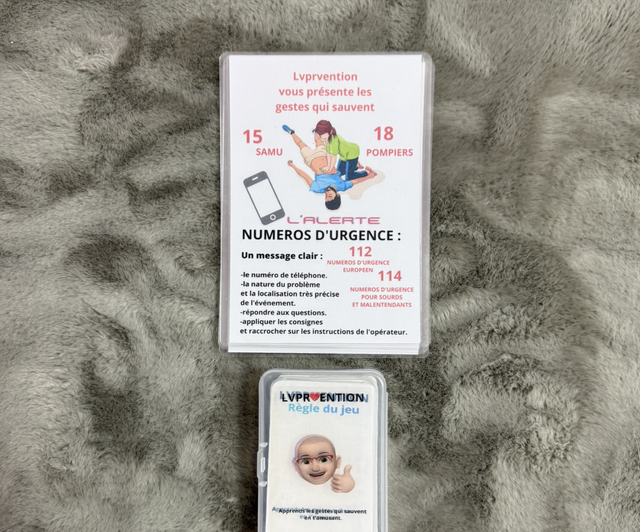 Lvprvention
vous présente les
gestes qui sauvent
15
SAMU
18
POMPIERS
L'ALERTE
NUMEROS D'URGENCE :
Un message clair :
112
NUMEROS D'URGENCE
EUROPEEN
114
NUMEROS D'URGENCE
POUR SOURDS
ET MALENTENDANTS
-le numéro de téléphone.
-la nature du problème
et la localisation très précise
de l'événement.
-répondre aux questions.
-appliquer les consignes
et raccrocher sur les instructions de l'opérateur.
LVPR❤ENTION
Règle du jeu
Apprends les gestes qui sauvent
en t'amusant.